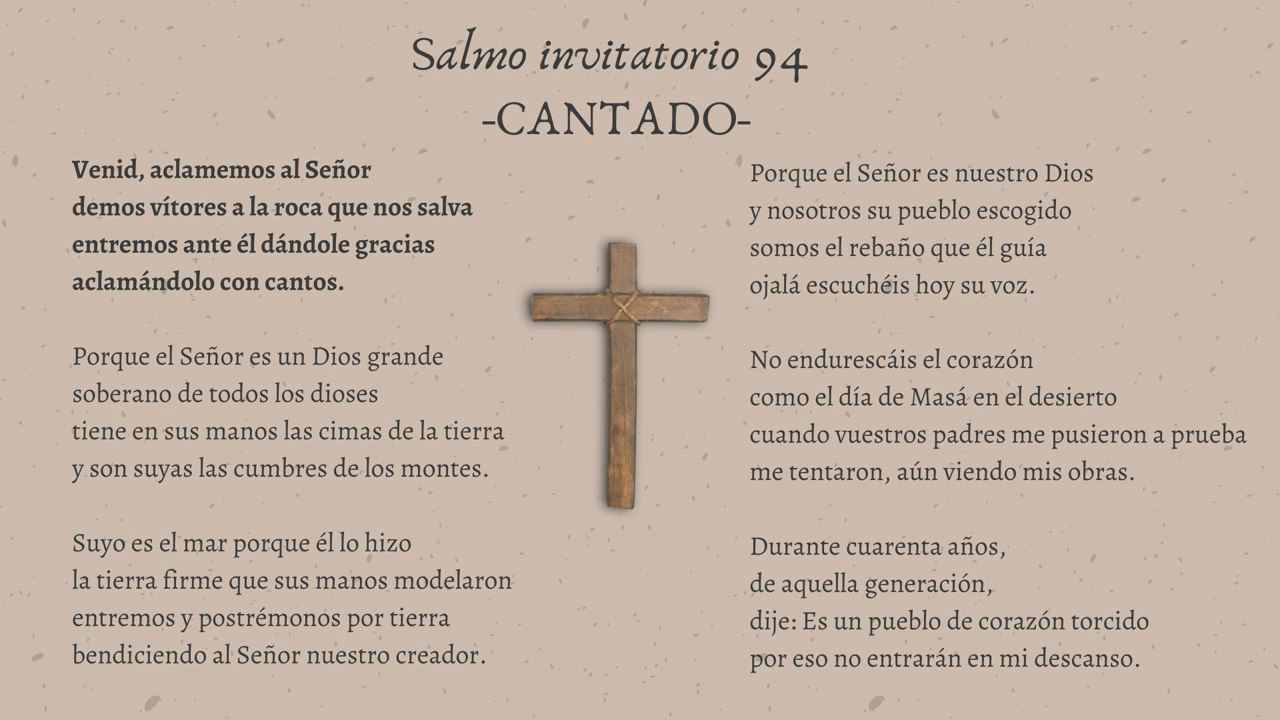 Salmo invitatorio 94
-CANTADO-
Venid, aclamemos al Señor
demos vítores a la roca que nos salva
entremos ante él dándole gracias
aclamándolo con cantos.
Porque el Señor es un Dios grande
soberano de todos los dioses
tiene en sus manos las cimas de la tierra
y son suyas las cumbres de los montes.
Suyo es el mar porque él lo hizo
la tierra firme que sus manos modelaron
entremos y postrémonos por tierra
bendiciendo al Señor nuestro creador.
Porque el Señor es nuestro Dios
y nosotros su pueblo escogido
somos el rebaño que él guía
ojalá escuchéis hoy su voz.
No endurescáis el corazón
como el día de Masá en el desierto
cuando vuestros padres me pusieron a prueba
me tentaron, aún viendo mis obras.
Durante cuarenta años,
de aquella generación,
dije: Es un pueblo de corazón torcido
por eso no entrarán en mi descanso.